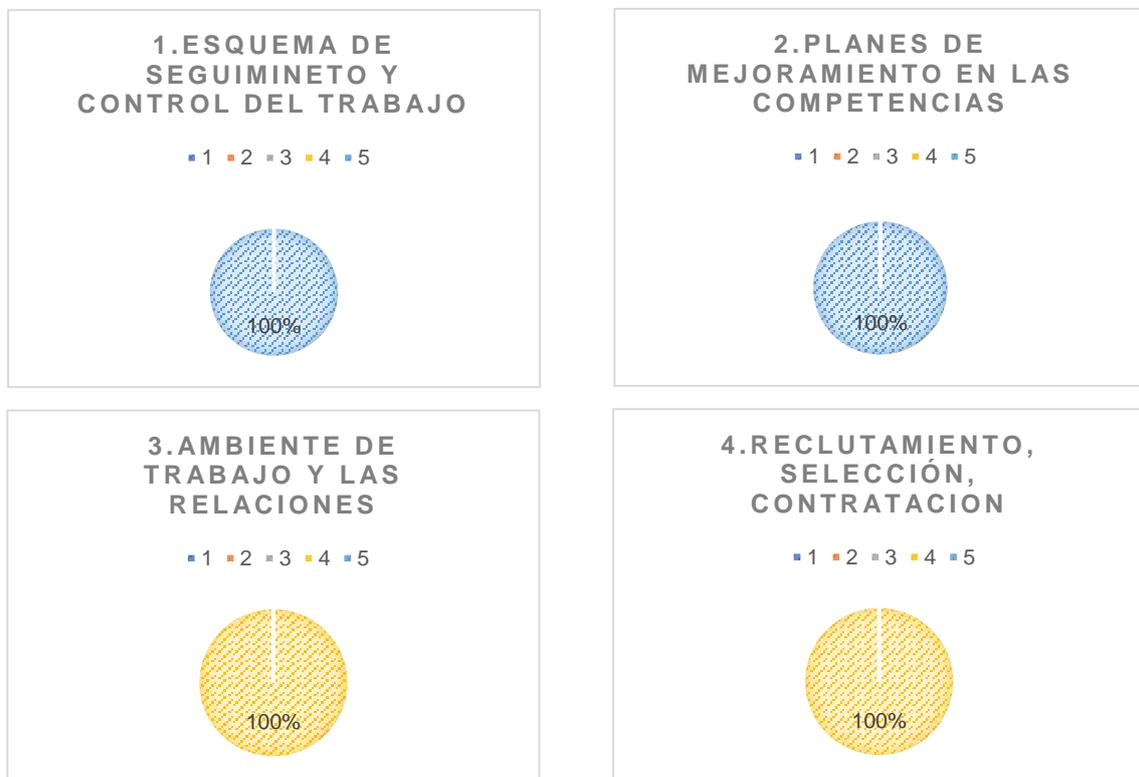 1.ESQUEMA DE
SEGUIMINETO Y
CONTROL DEL TRABAJO
1 2 3 4 5
100%
2.PLANES DE
MEJORAMIENTO EN LAS
COMPETENCIAS
1 2 3 4 5
100%
3.AMBIENTE DE
TRABAJO Y LAS
RELACIONES
1 2 3 4 5
100%
4.RECLUTAMIENTO,
SELECCIÓN,
CONTRATACION
1 2 3 4 5
100%